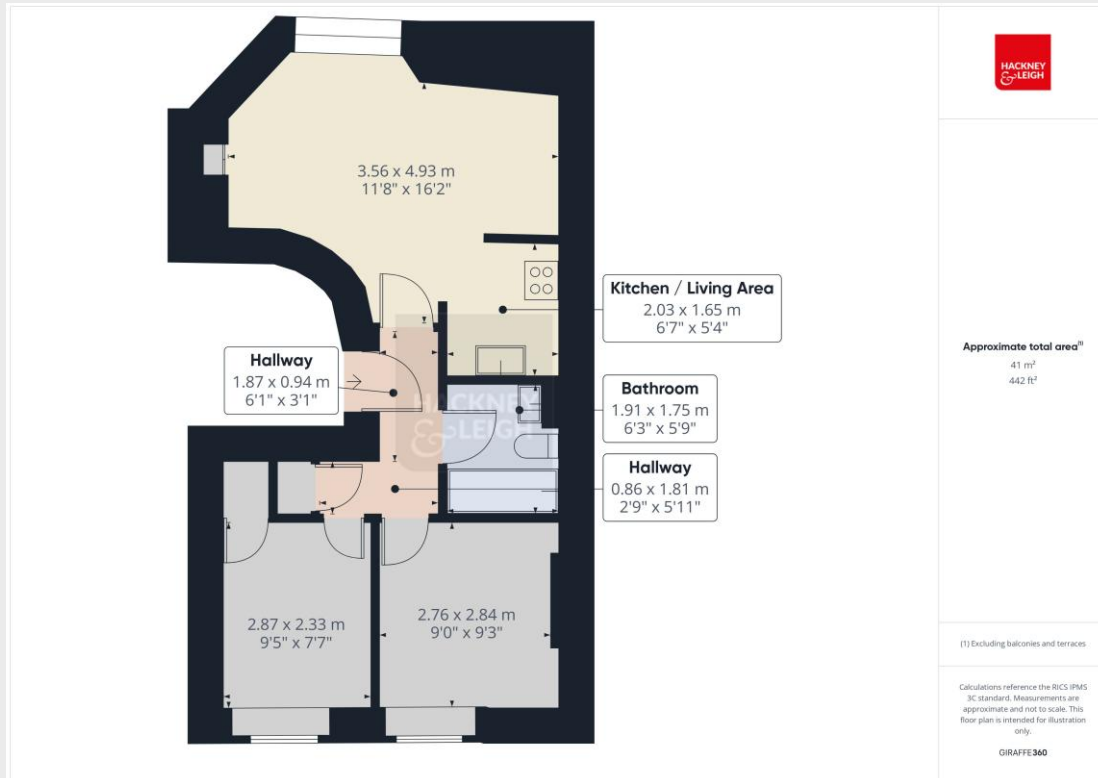 3.56 x 4.93 m
11'8" x 16'2"
Kitchen / Living Area
2.03 x 1.65 m
6'7" x 5'4"
Hallway
1.87 x 0.94 m
6'1" x 3'1"
HACKNEY
& LEIGH
Bathroom
1.91 x 1.75 m
6'3" x 5'9"
Hallway
0.86 x 1.81 m
2'9" x 5'11"
2.87 x 2.33 m
9'5" x 7'7"
2.76 x 2.84 m
9'0" x 9'3"
HACKNEY
& LEIGH
Approximate total area⁽¹⁾
41 m²
442 ft²
(1) Excluding balconies and terraces
Calculations reference the RICS IPMS
3C standard. Measurements are
approximate and not to scale. This
floor plan is intended for illustration
only.
GIRAFFE360